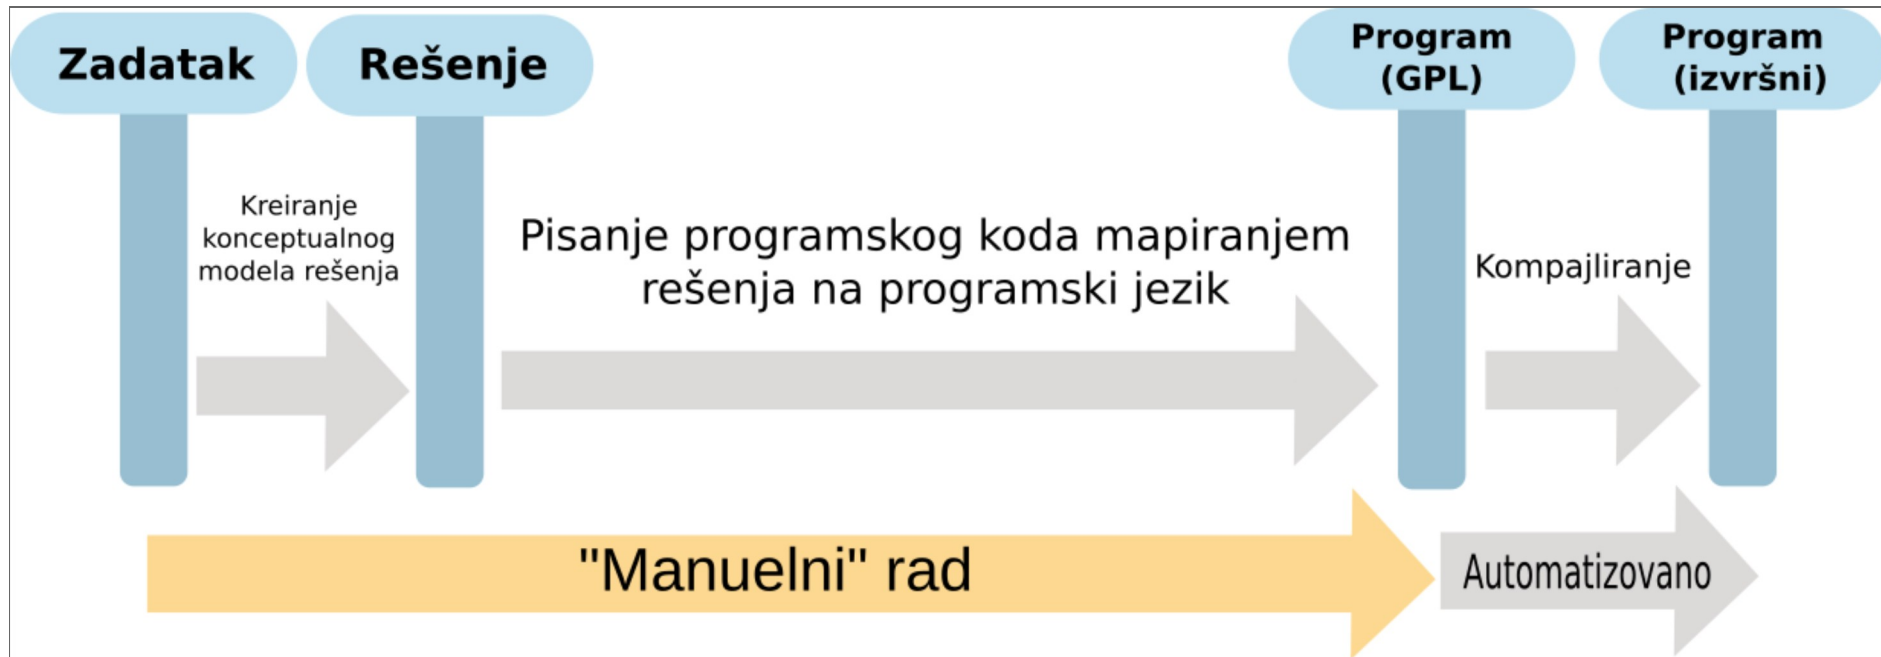 Zadatak
Rešenje
Program
(GPL)
Program
(izvršni)
Kreiranje
konceptualnog
modela rešenja
Pisanje programskog koda mapiranjem
rešenja na programski jezik
Kompajliranje
"Manuelni" rad
Automatizovano